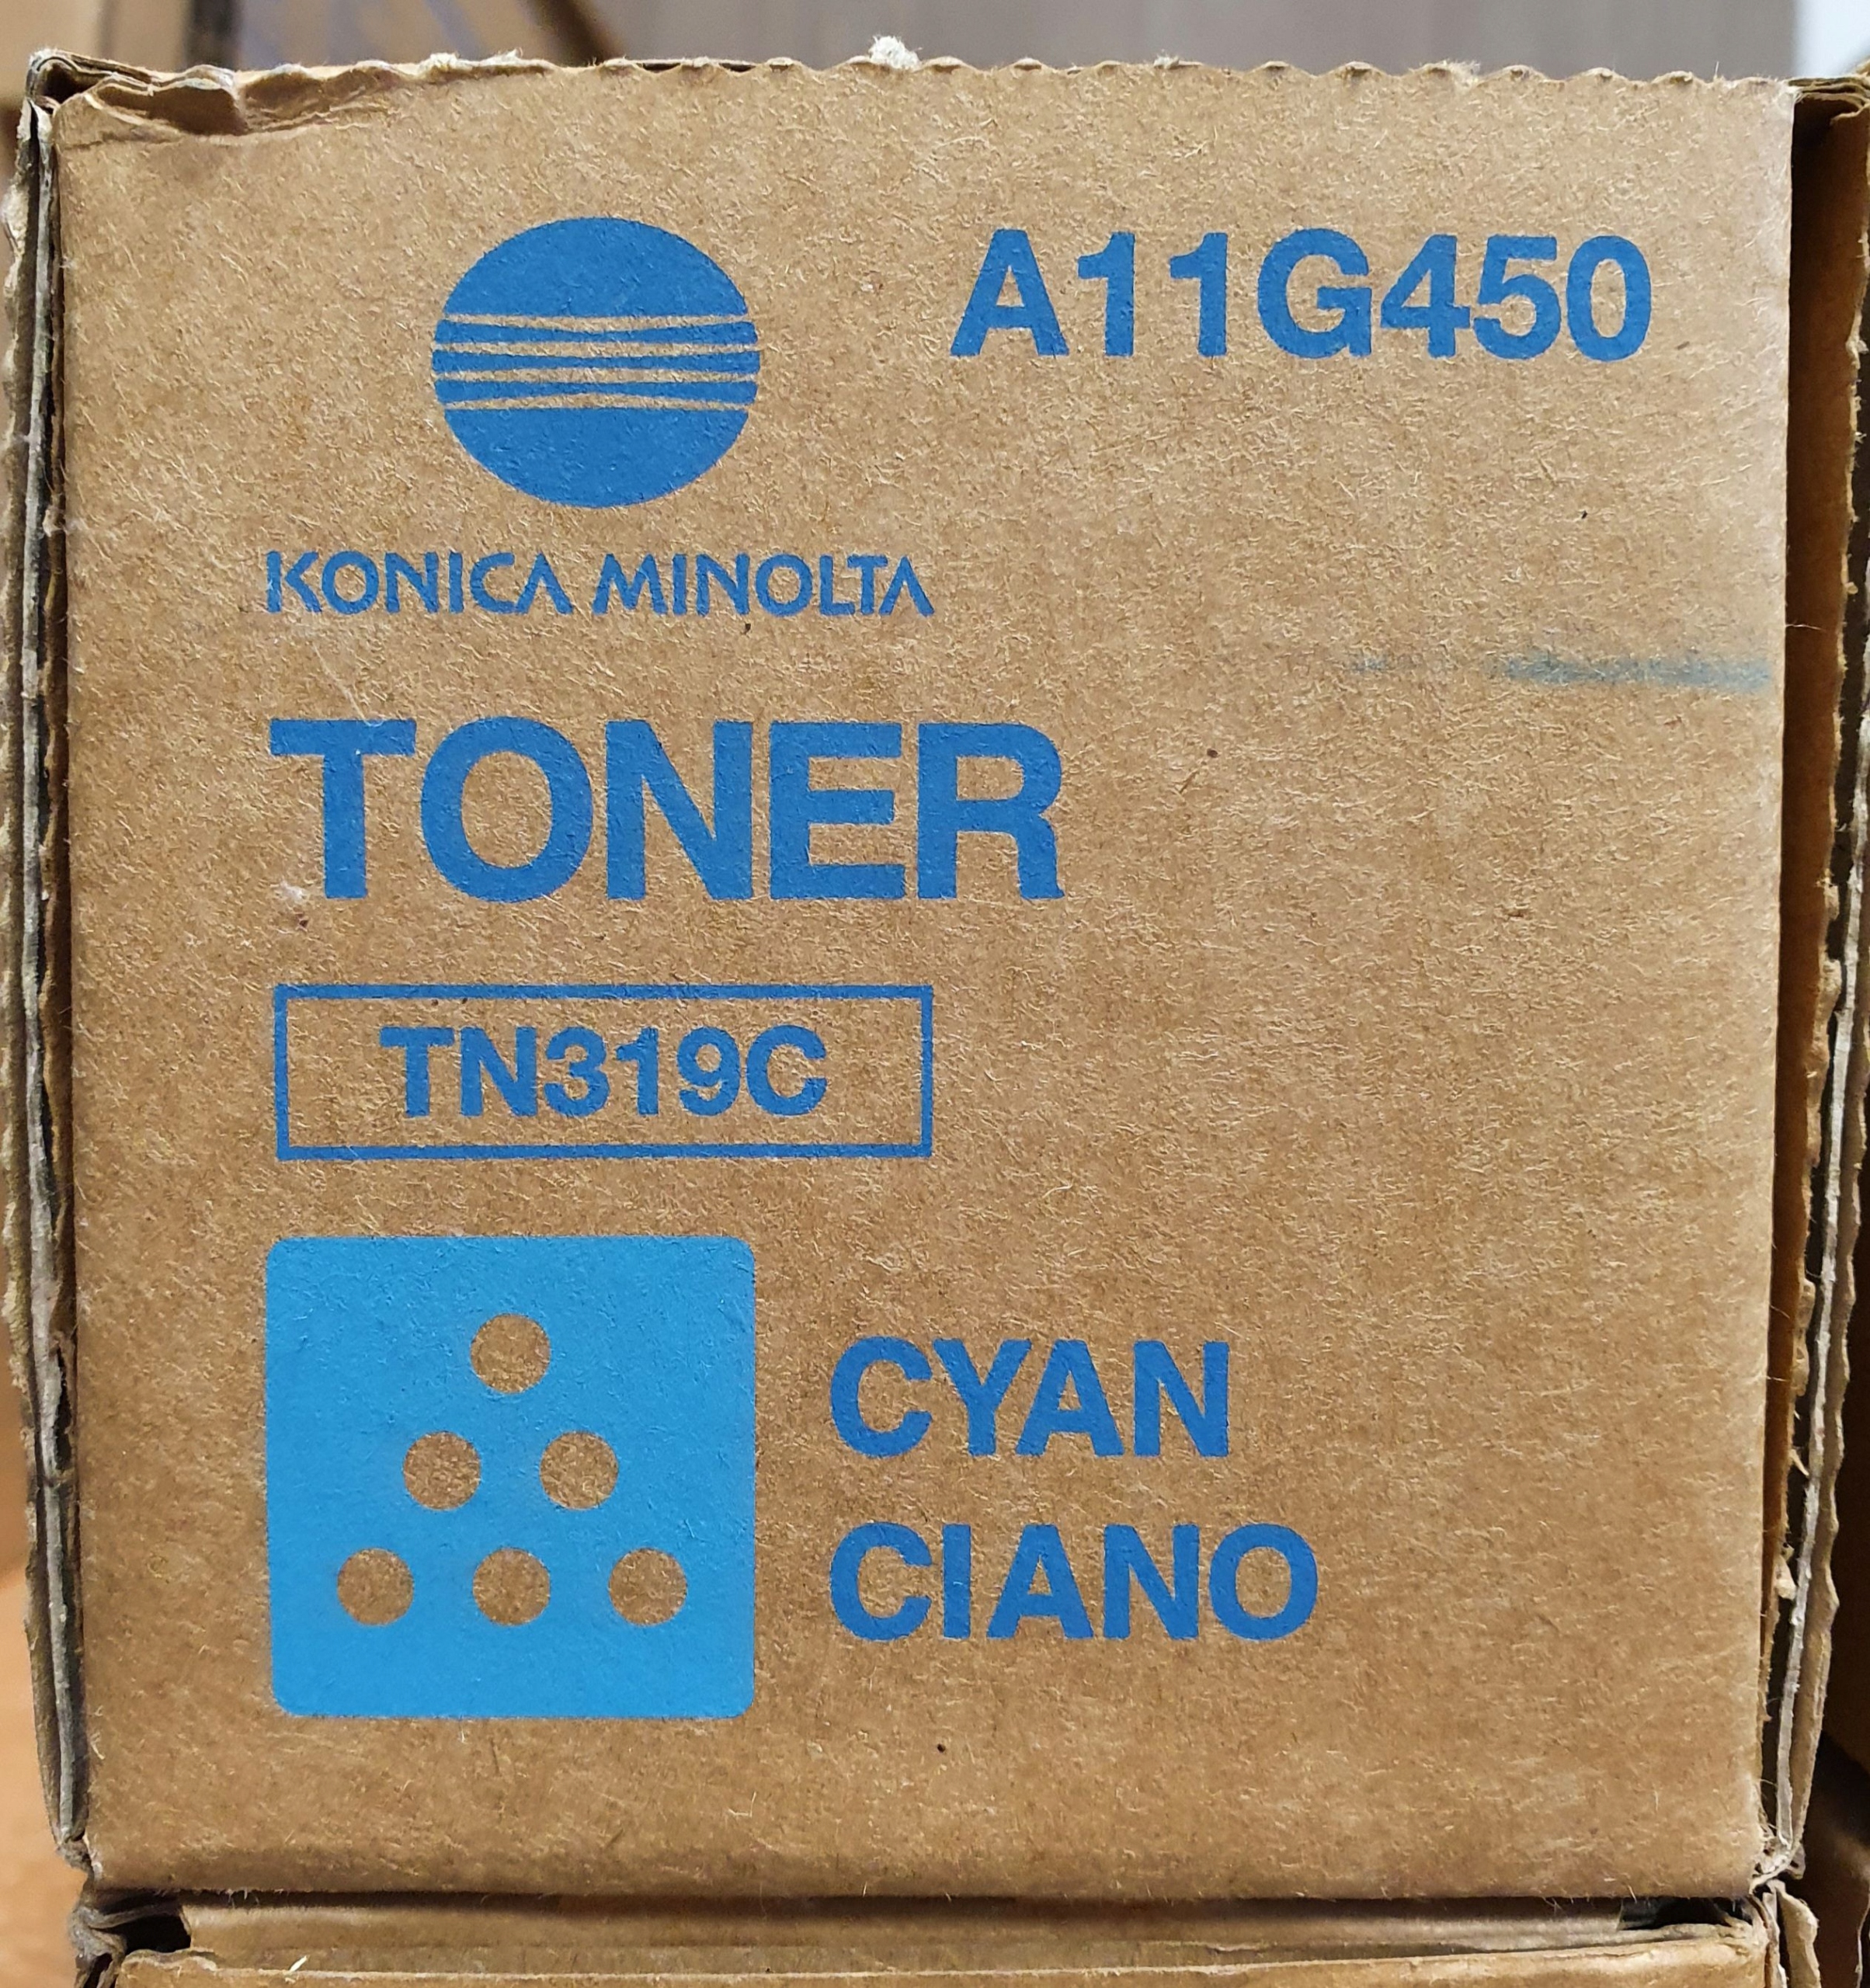 A11G450
KONICA MINOLTA
TONER
TN319C
CYAN
CIANO